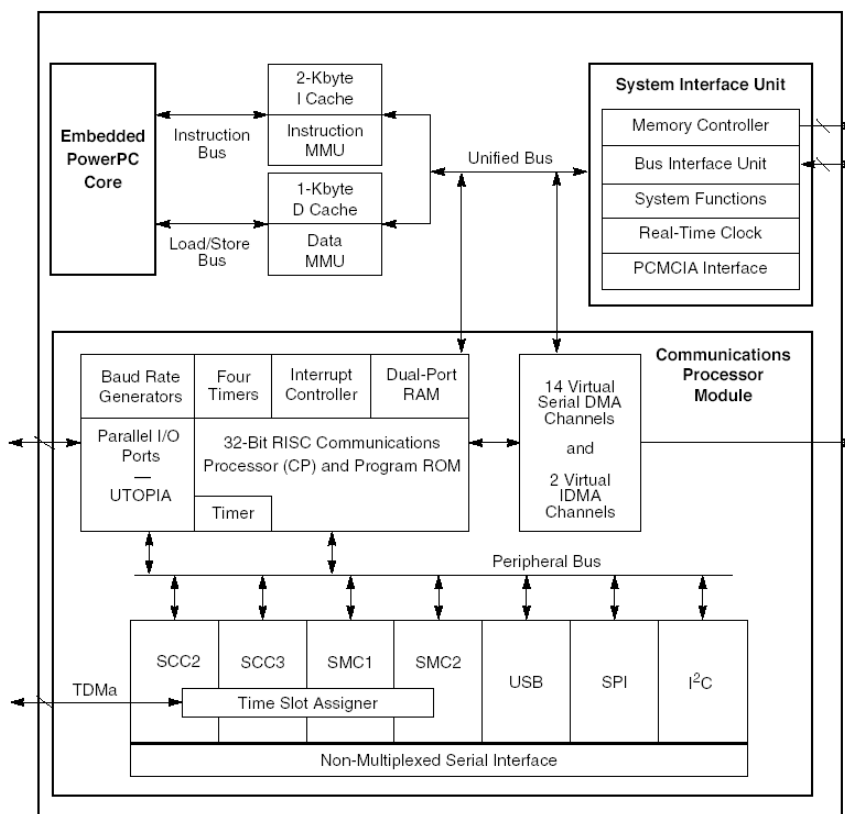 Embedded
PowerPC
Core
Instruction
Bus
Load/Store
Bus
2-Kbyte
I Cache
Instruction
MMU
1-Kbyte
D Cache
Data
MMU
Unified Bus
System Interface Unit
Memory Controller
Bus Interface Unit
System Functions
Real-Time Clock
PCMCIA Interface
Communications
Processor
Module
Baud Rate
Generators
Four
Timers
Interrupt
Controller
Dual-Port
RAM
Parallel I/O
Ports
—
UTOPIA
32-Bit RISC Communications
Processor (CP) and Program ROM
Timer
14 Virtual
Serial DMA
Channels
and
2 Virtual
IDMA
Channels
Peripheral Bus
SCC2
SCC3
SMC1
SMC2
USB
SPI
I²C
TDMa
Time Slot Assigner
Non-Multiplexed Serial Interface